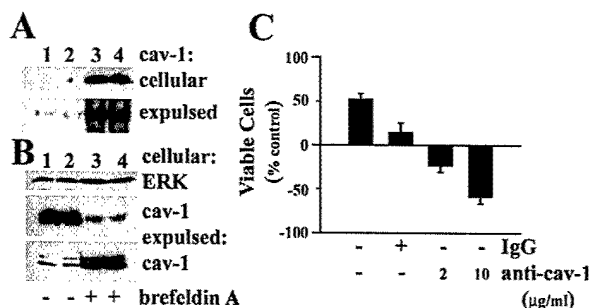 A
1 2 3 4 cav-1:
cellular
expulsed
B
1 2 3 4 cellular:
ERK
cav-1
expulsed:
cav-1
- - + + brefeldin A
C
Viable Cells
(% control)
100
50
0
-50
-100
- + - - IgG
- - 2 10 anti-cav-1
(μg/ml)